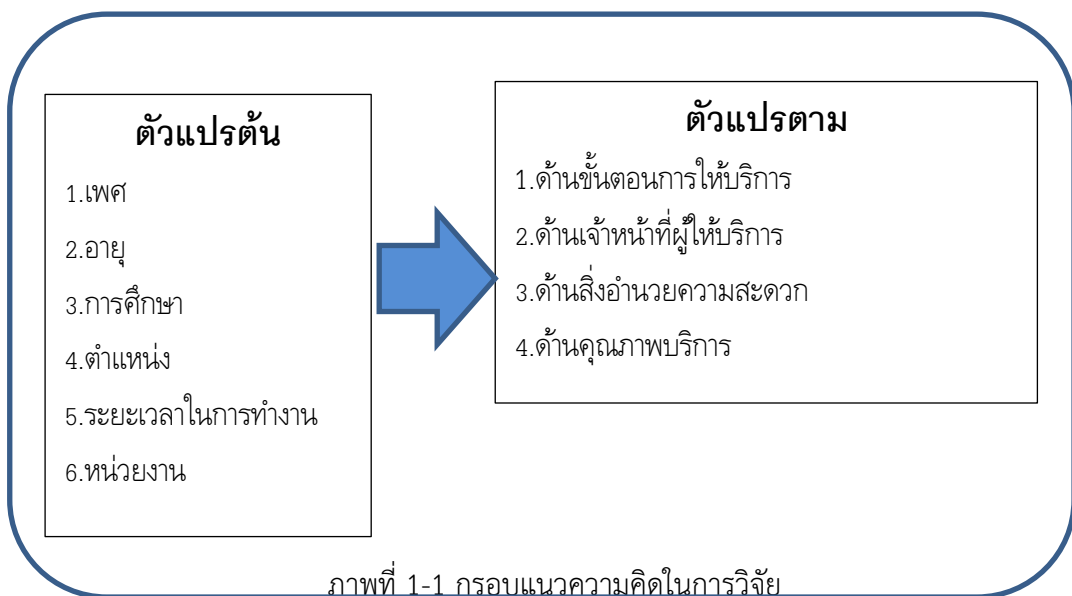 ตัวแปรต้น
1.เพศ
2.อายุ
3.การศึกษา
4.ตำแหน่ง
5.ระยะเวลาในการทำงาน
6.หน่วยงาน
ตัวแปรตาม
1.ด้านขั้นตอนการให้บริการ
2.ด้านเจ้าหน้าที่ผู้ให้บริการ
3.ด้านสิ่งอำนวยความสะดวก
4.ด้านคุณภาพบริการ
ภาพที่ 1-1 กรอบแนวความคิดในการวิจัย